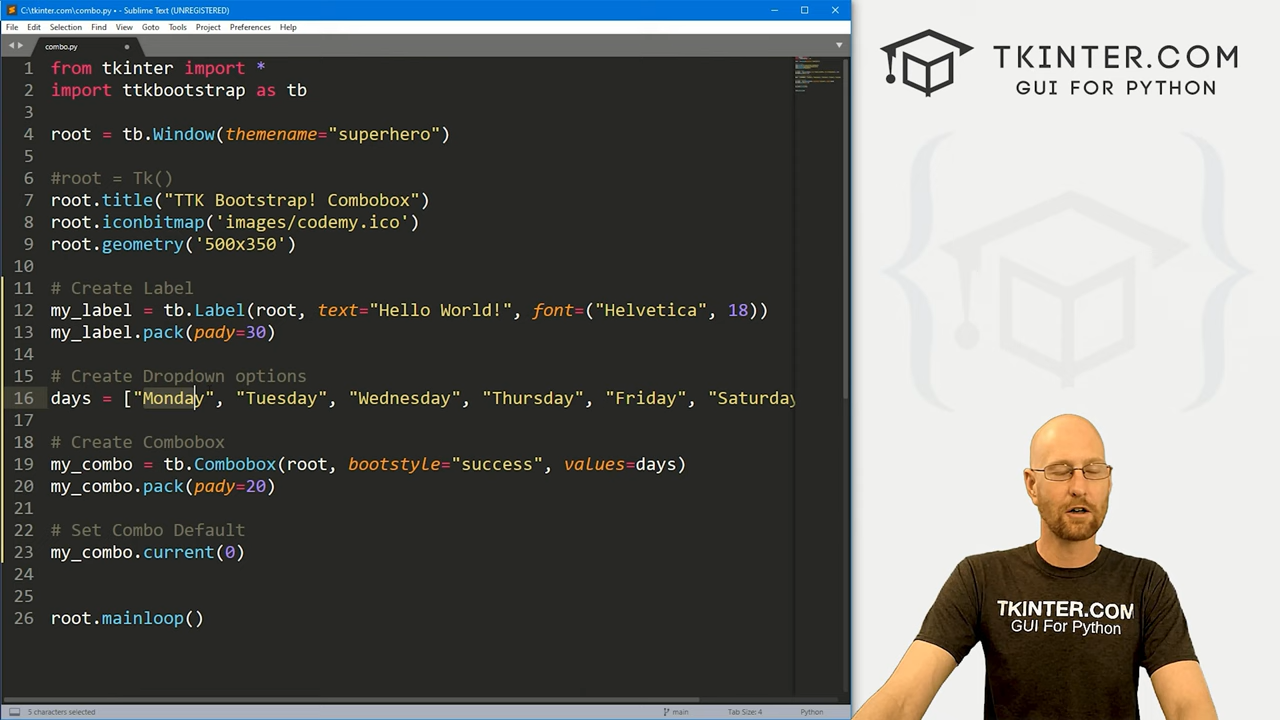 C:\tkinter.com\combo.py • - Sublime Text (UNREGISTERED)
File Edit Selection Find View Goto Tools Project Preferences Help
combo.py
1 from tkinter import *
2 import ttkbootstrap as tb
3
4 root = tb.Window(themename="superhero")
5
6 #root = Tk()
7 root.title("TTK Bootstrap! Combobox")
8 root.iconbitmap('images/codemy.ico')
9 root.geometry('500x350')
10
11 # Create Label
12 my_label = tb.Label(root, text="Hello World!", font=("Helvetica", 18))
13 my_label.pack(pady=30)
14
15 # Create Dropdown options
16 days = ["Monday", "Tuesday", "Wednesday", "Thursday", "Friday", "Saturday
17
18 # Create Combobox
19 my_combo = tb.Combobox(root, bootstyle="success", values=days)
20 my_combo.pack(pady=20)
21
22 # Set Combo Default
23 my_combo.current(0)
24
25
26 root.mainloop()
5 characters selected
main
Tab Size: 4
Python
TKINTER.COM
GUI FOR PYTHON
TKINTER.COM
GUI For Python